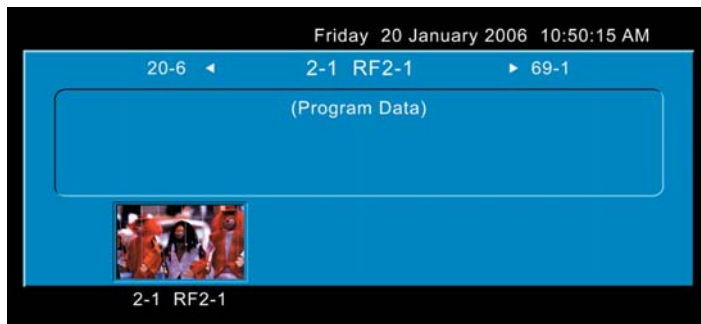 Friday 20 January 2006 10:50:15 AM
20-6 ◄ 2-1 RF2-1 ► 69-1
(Program Data)
2-1 RF2-1